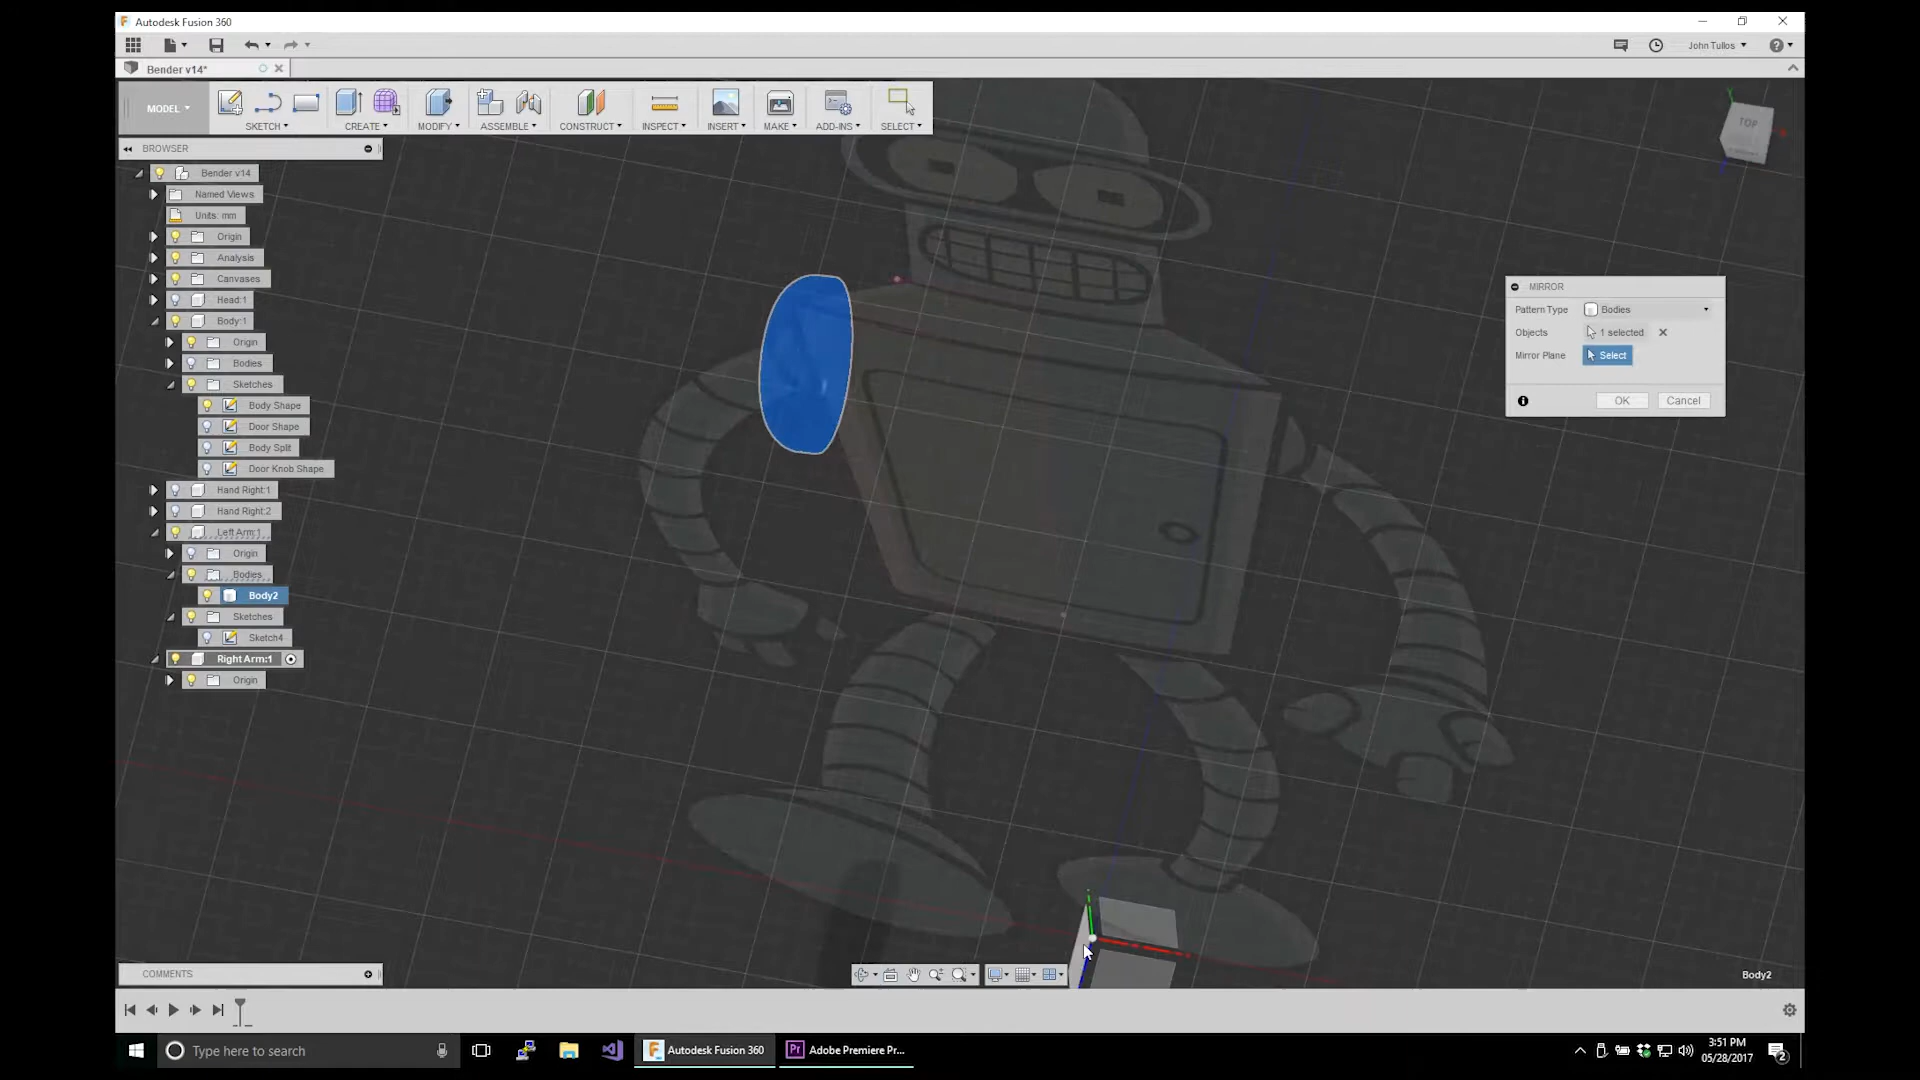 Autodesk Fusion 360
John Tullos
Bender v14*
MODEL
SKETCH
CREATE
MODIFY
ASSEMBLE
CONSTRUCT
INSPECT
INSERT
MAKE
ADD-INS
SELECT
TOP
BROWSER
Bender v14
Named Views
Units: mm
Origin
Analysis
Canvases
Head:1
Body:1
Origin
Bodies
Sketches
Body Shape
Door Shape
Body Split
Door Knob Shape
Hand Right:1
Hand Right:2
Left Arm:1
Origin
Bodies
Body2
Sketches
Sketch4
Right Arm:1
Origin
MIRROR
Pattern Type Bodies
Objects 1 selected
Mirror Plane Select
OK Cancel
COMMENTS
Body2
Type here to search
Autodesk Fusion 360
Adobe Premiere Pr...
3:51 PM
05/28/2017
2